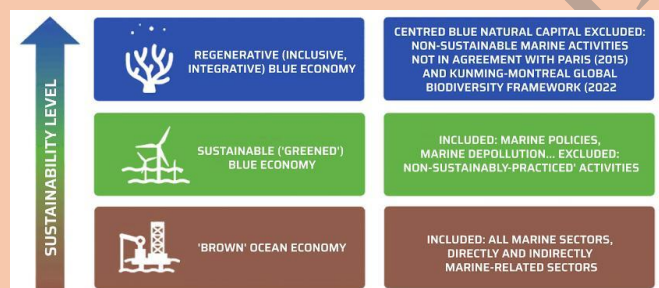 SUSTAINABILITY LEVEL
REGENERATIVE (INCLUSIVE,
INTEGRATIVE) BLUE ECONOMY
CENTRED BLUE NATURAL CAPITAL EXCLUDED:
NON-SUSTAINABLE MARINE ACTIVITIES
NOT IN AGREEMENT WITH PARIS (2015)
AND KUNMING-MONTREAL GLOBAL
BIODIVERSITY FRAMEWORK (2022
SUSTAINABLE ('GREENED')
BLUE ECONOMY
INCLUDED: MARINE POLICIES,
MARINE DEPOLLUTION... EXCLUDED:
NON-SUSTAINABLY-PRACTICED' ACTIVITIES
'BROWN' OCEAN ECONOMY
INCLUDED: ALL MARINE SECTORS,
DIRECTLY AND INDIRECTLY
MARINE-RELATED SECTORS